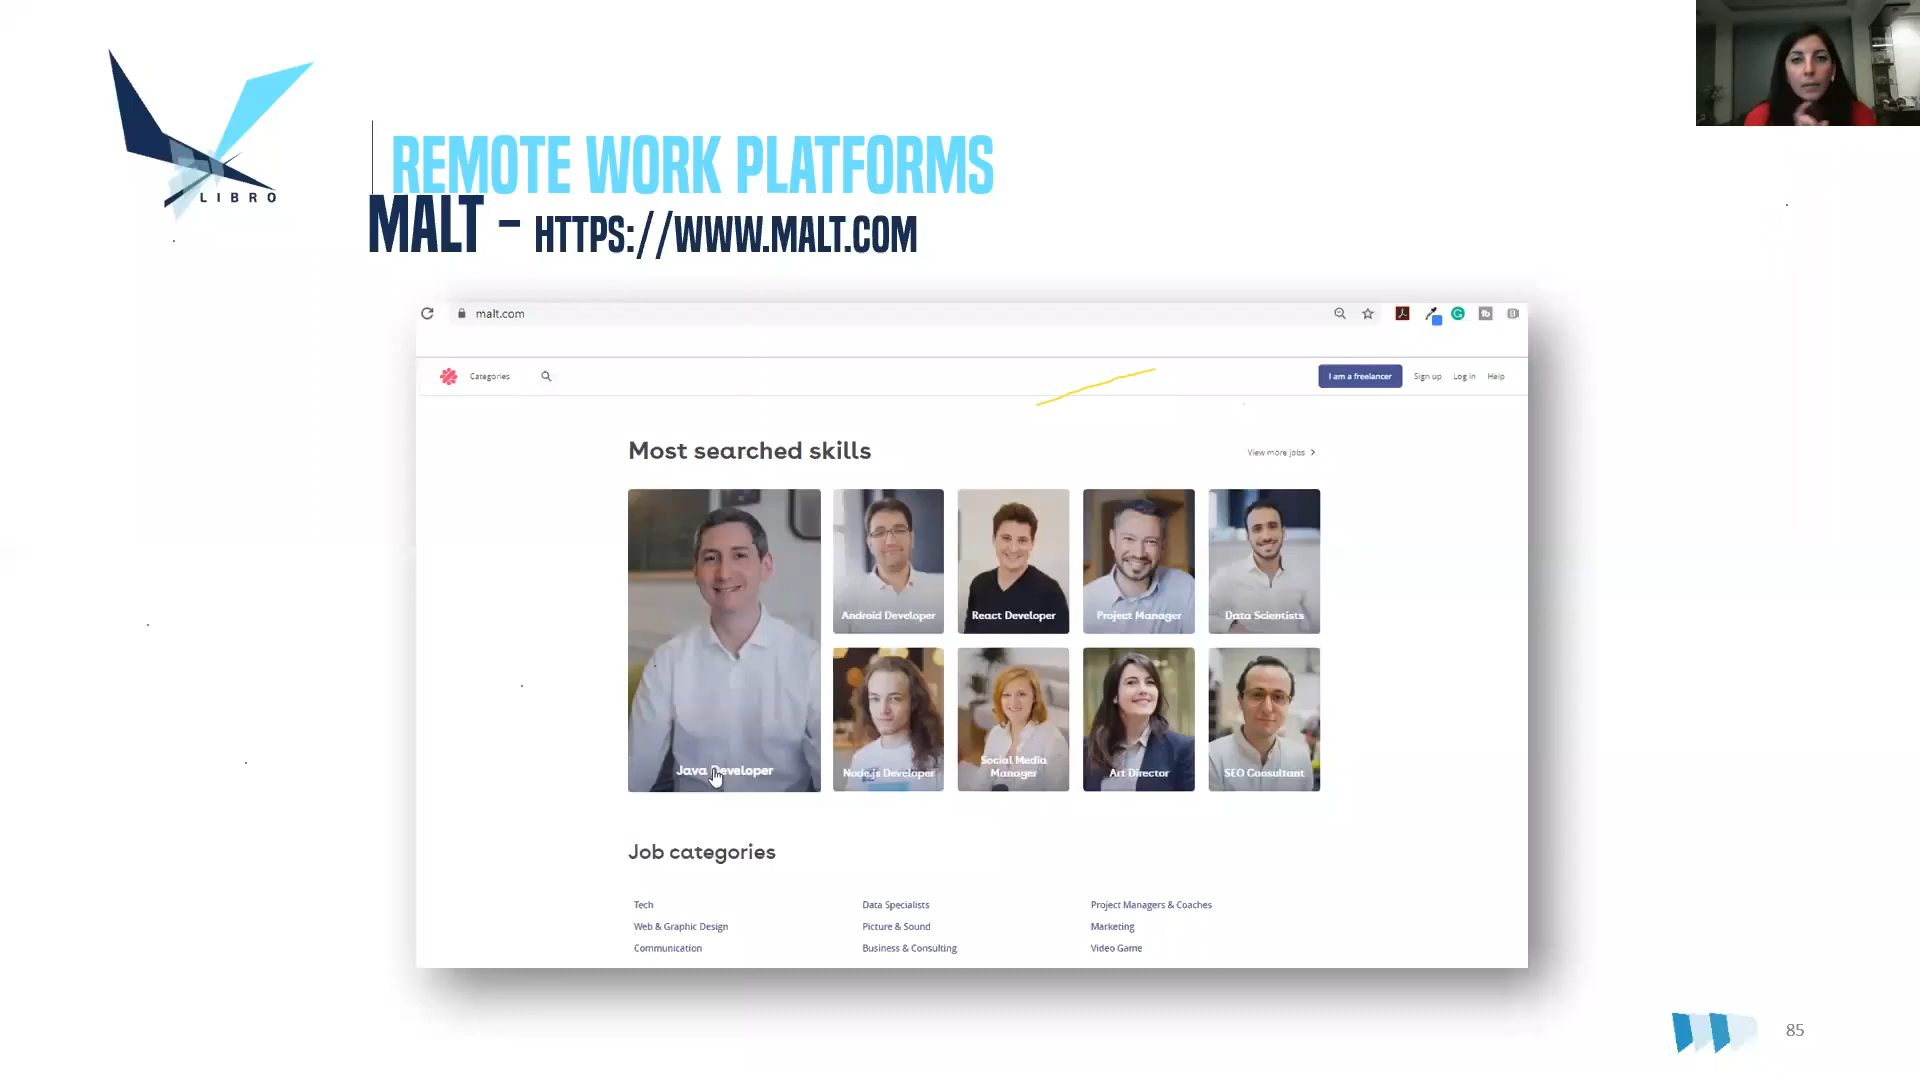 LIBRO
REMOTE WORK PLATFORMS
MALT - HTTPS://WWW.MALT.COM
malt.com
Categories
I am a freelancer
Sign up
Log in
Help
Most searched skills
View more jobs
Android Developer
React Developer
Project Manager
Data Scientists
Java Developer
Node.js Developer
Social Media
Manager
Art Director
SEO Consultant
Job categories
Tech
Data Specialists
Project Managers & Coaches
Web & Graphic Design
Picture & Sound
Marketing
Communication
Business & Consulting
Video Game
85